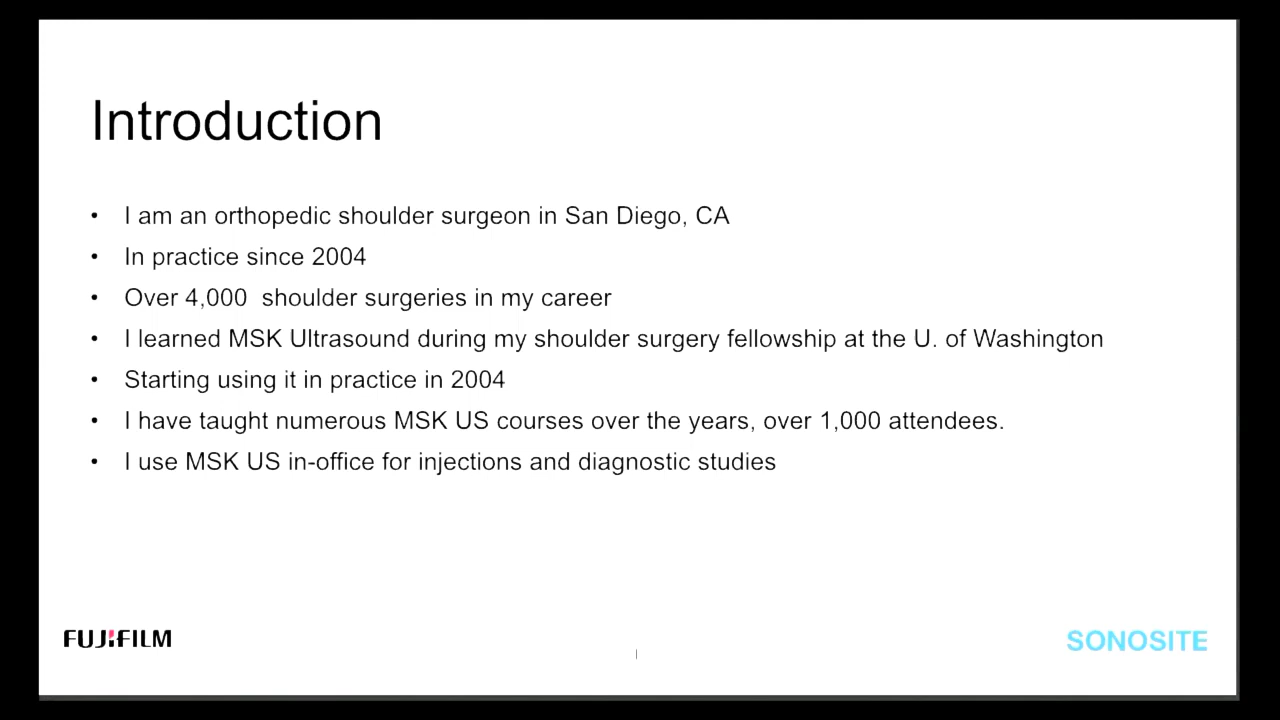 Introduction
• I am an orthopedic shoulder surgeon in San Diego, CA
• In practice since 2004
• Over 4,000  shoulder surgeries in my career
• I learned MSK Ultrasound during my shoulder surgery fellowship at the U. of Washington
• Starting using it in practice in 2004
• I have taught numerous MSK US courses over the years, over 1,000 attendees.
• I use MSK US in-office for injections and diagnostic studies
FUJIFILM
SONOSITE